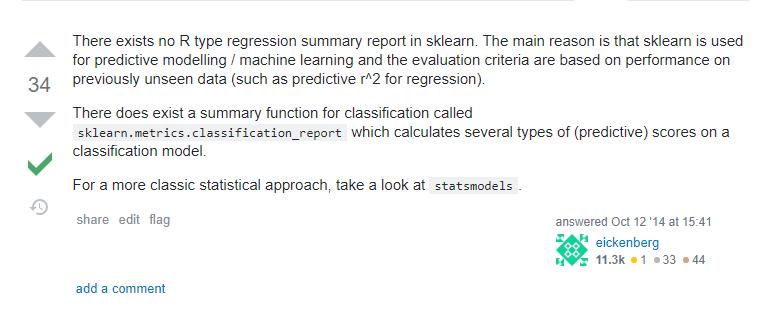 There exists no R type regression summary report in sklearn. The main reason is that sklearn is used
for predictive modelling / machine learning and the evaluation criteria are based on performance on
previously unseen data (such as predictive r^2 for regression).
34
There does exist a summary function for classification called
sklearn.metrics.classification_report which calculates several types of (predictive) scores on a
classification model.
For a more classic statistical approach, take a look at statsmodels.
share edit flag
answered Oct 12 '14 at 15:41
eickenberg
11.3k 1 33 44
add a comment